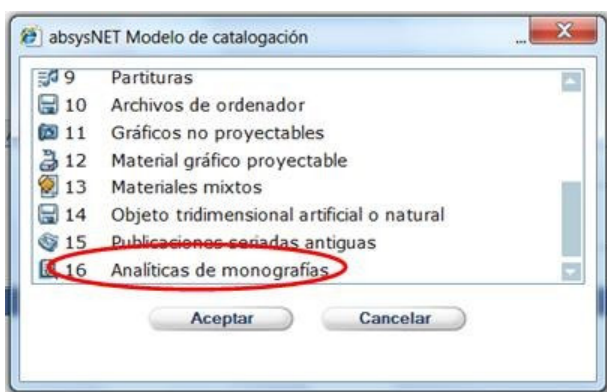 absysNET Modelo de catalogación ...
9 Partituras
10 Archivos de ordenador
11 Gráficos no proyectables
12 Material gráfico proyectable
13 Materiales mixtos
14 Objeto tridimensional artificial o natural
15 Publicaciones seriadas antiguas
16 Analíticas de monografías
Aceptar Cancelar